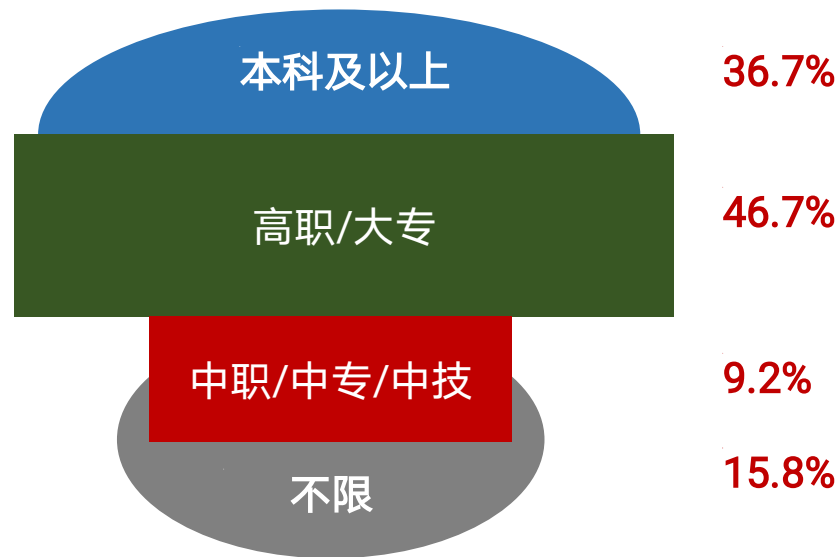 本科及以上
36.7%
高职/大专
46.7%
中职/中专/中技
9.2%
15.8%
不限